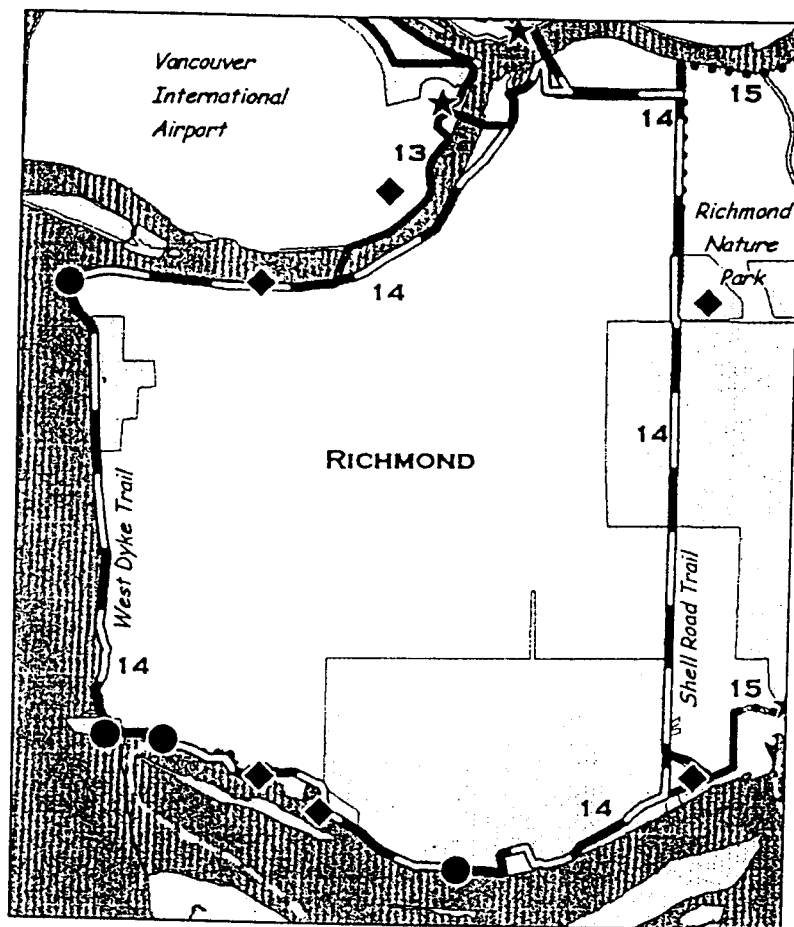 Vancouver
International
Airport
15
14
13
Richmond
Nature
Park
14
14
RICHMOND
West Dyke Trail
Shell Road Trail
14
15
14